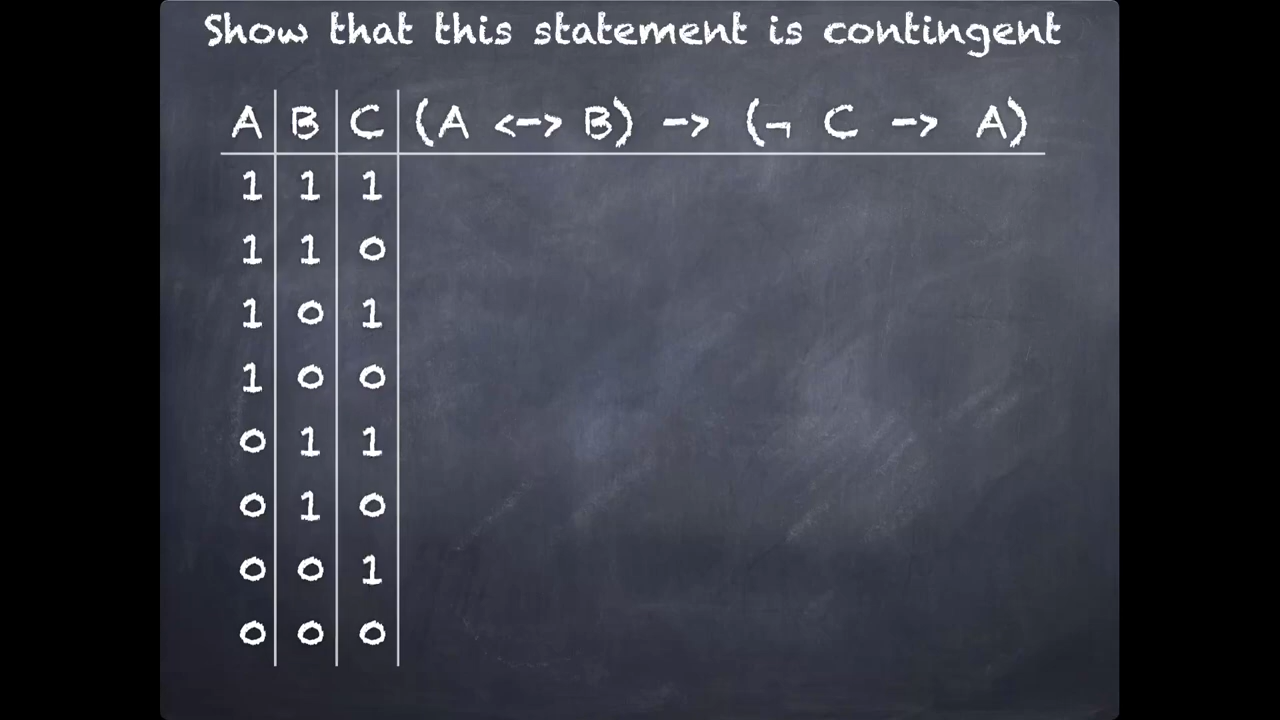 Show that this statement is contingent
A B C (A <-> B) -> (¬ C -> A)
1 1 1
1 1 0
1 0 1
1 0 0
0 1 1
0 1 0
0 0 1
0 0 0